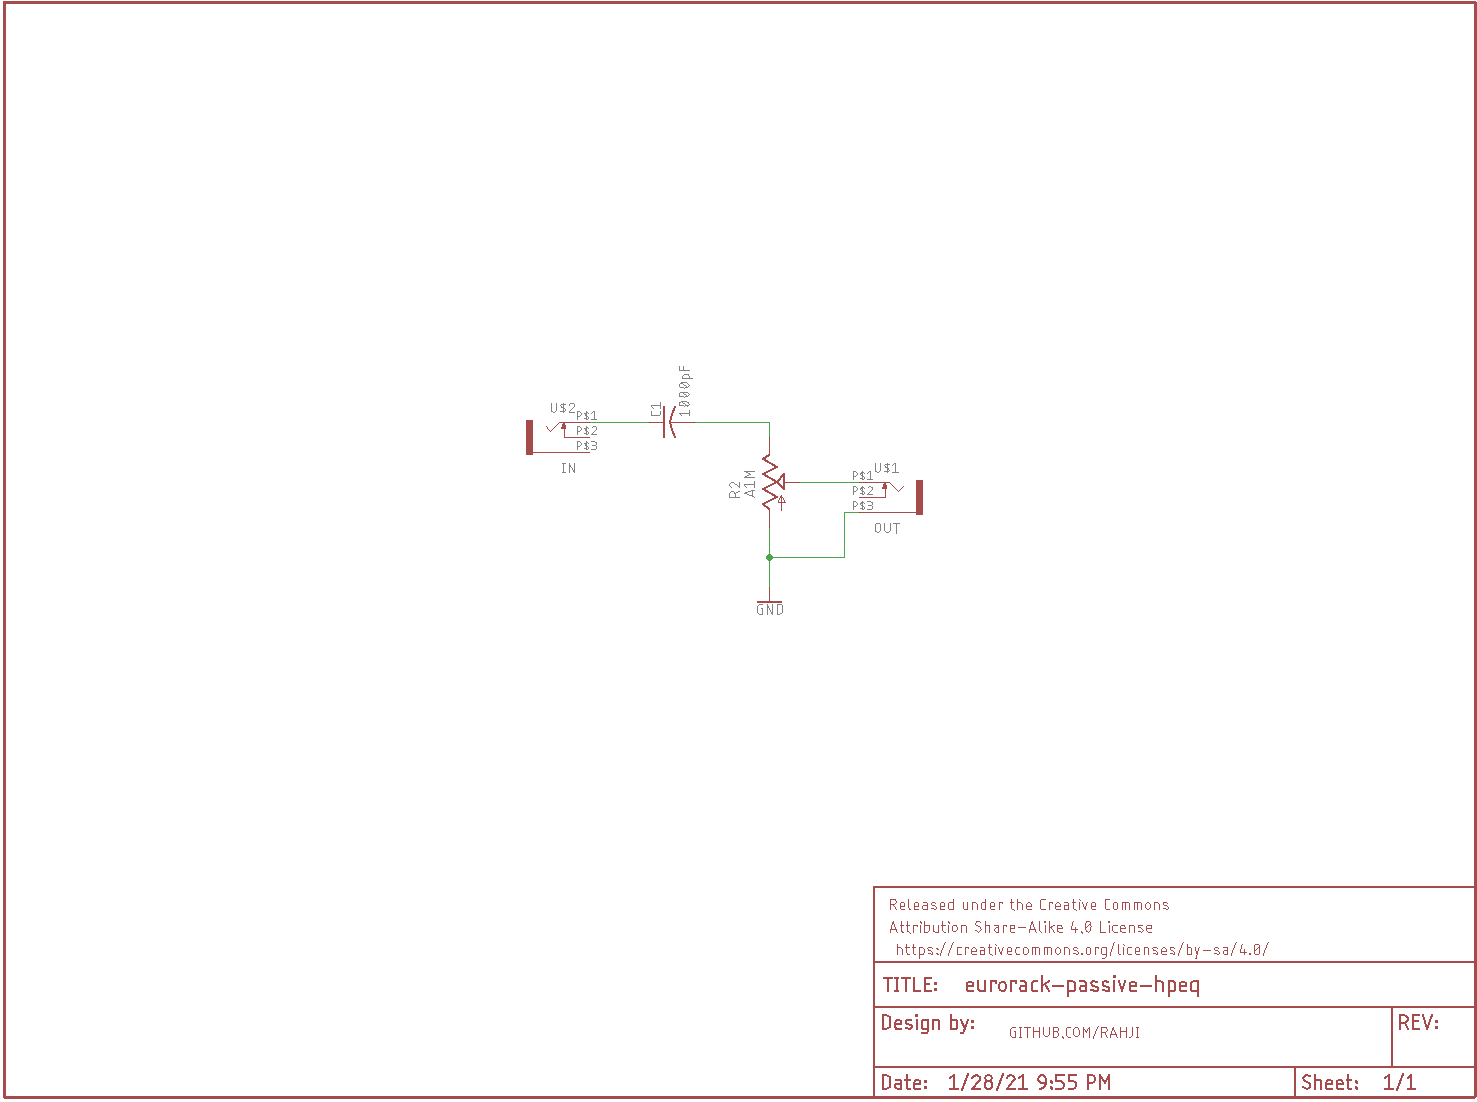 1000pF
C1
U$2
P$1
P$2
P$3
IN
R2
A1M
U$1
P$1
P$2
P$3
OUT
GND
Released under the Creative Commons
Attribution Share-Alike 4.0 License
https://creativecommons.org/licenses/by-sa/4.0/
TITLE: eurorack-passive-hpeq
Design by: GITHUB.COM/RAHJI
REV:
Date: 1/28/21 9:55 PM
Sheet: 1/1